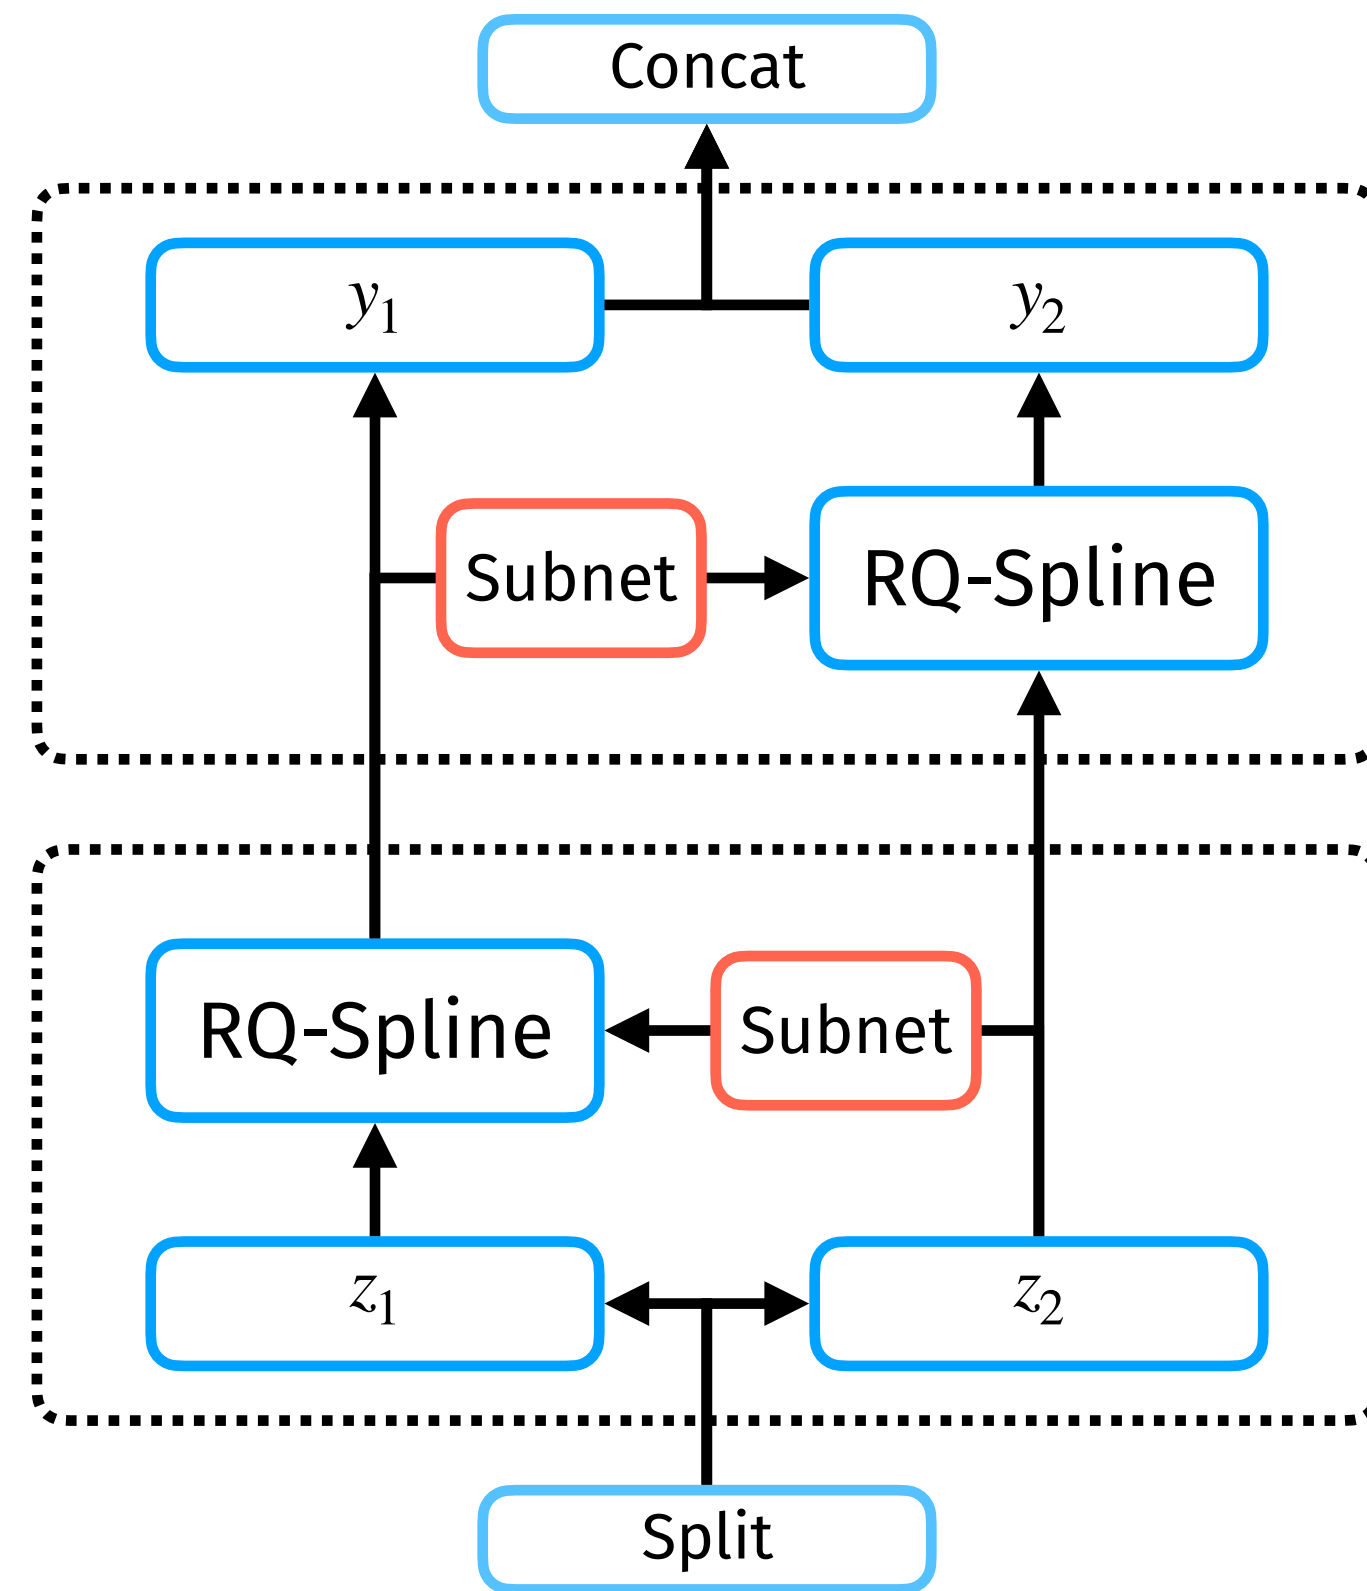 Concat
y₁
y₂
Subnet
RQ-Spline
RQ-Spline
Subnet
z₁
z₂
Split